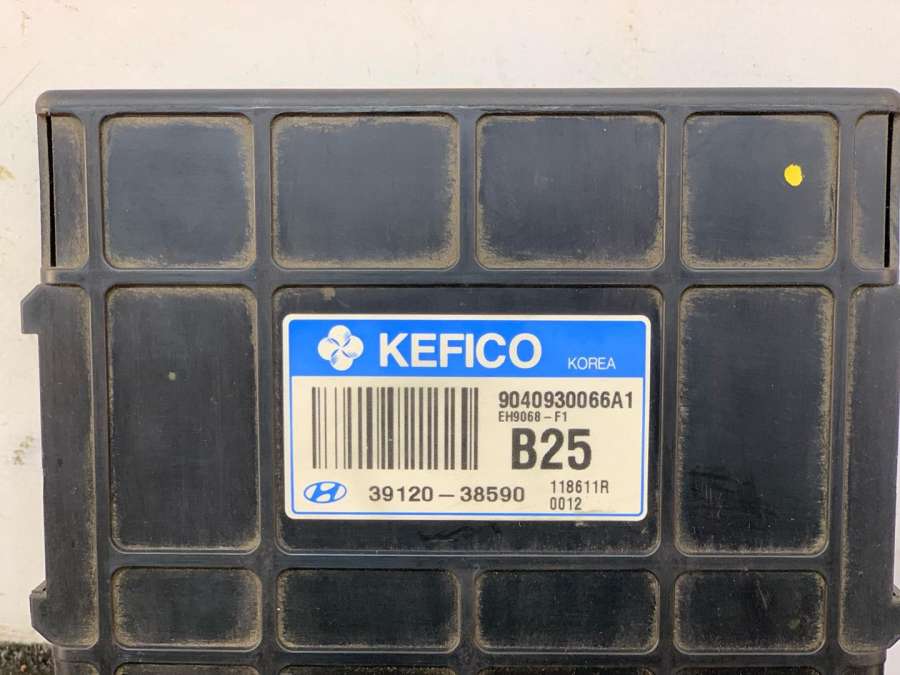 KEFICO KOREA
9040930066A1
EH9068-F1
B25
39120-38590 118611R
0012